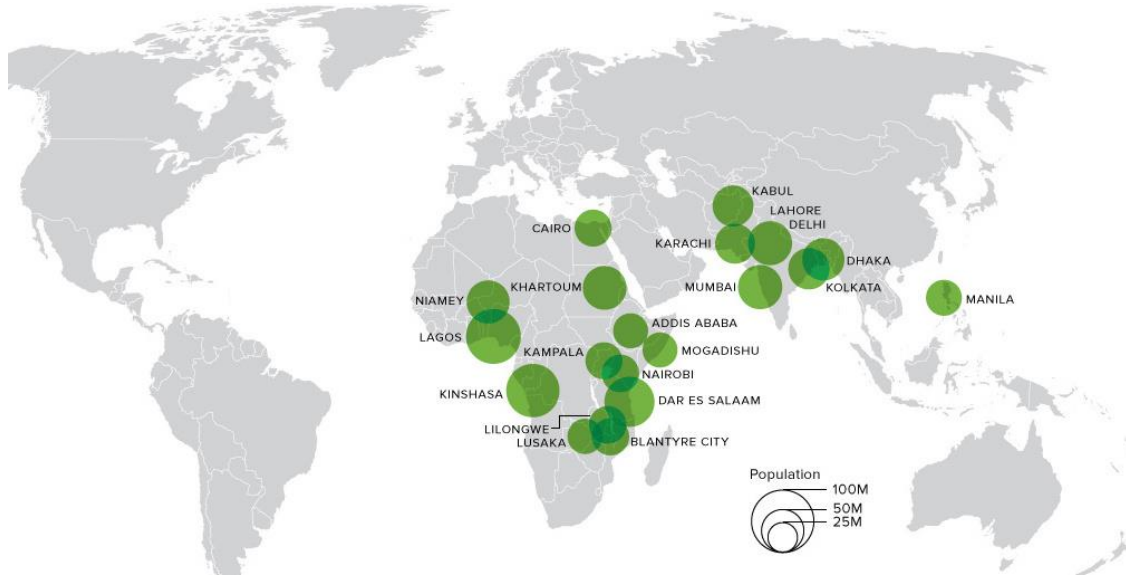 KABUL
LAHORE
DELHI
CAIRO
KARACHI
DHAKA
KHARTOUM
MUMBAI
KOLKATA
NIAMEY
MANILA
ADDIS ABABA
LAGOS
KAMPALA
MOGADISHU
NAIROBI
KINSHASA
DAR ES SALAAM
LILONGWE
LUSAKA
BLANTYRE CITY
Population
100M
50M
25M